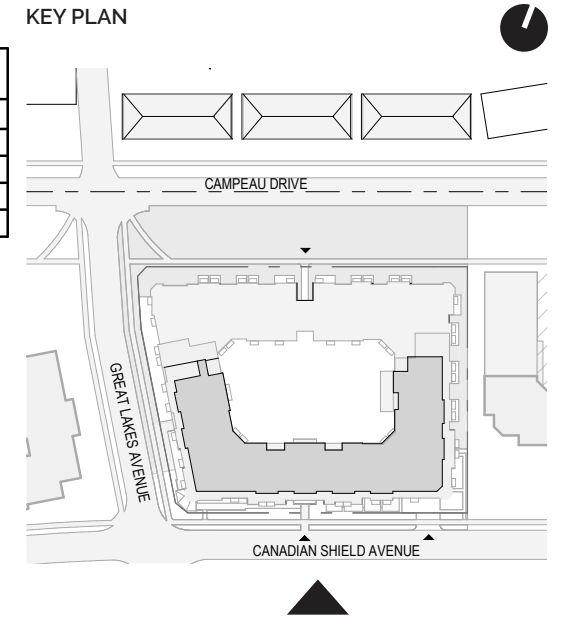 KEY PLAN
CAMPEAU DRIVE
GREAT LAKES AVENUE
CANADIAN SHIELD AVENUE